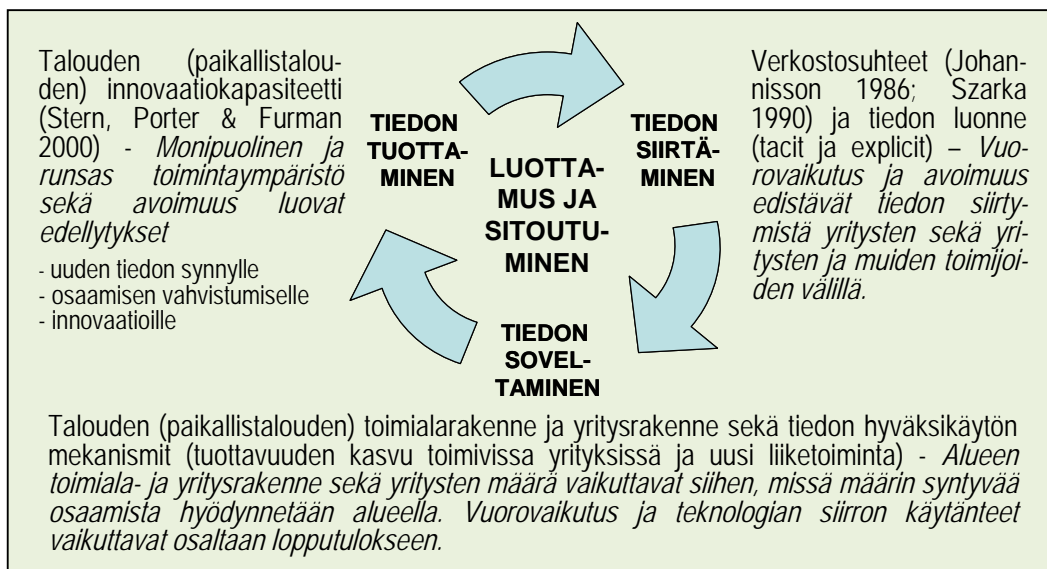 Talouden (paikallistalou-
den) innovaatiokapasiteetti
(Stern, Porter & Furman
2000) - Monipuolinen ja
runsas toimintaympäristö
sekä avoimuus luovat
edellytykset
- uuden tiedon synnylle
- osaamisen vahvistumiselle
- innovaatioille
TIEDON
TUOTTA-
MINEN
LUOTTA-
MUS JA
SITOUTU-
MINEN
TIEDON
SIIRTÄ-
MINEN
Verkostosuhteet (Johan-
nisson 1986; Szarka
1990) ja tiedon luonne
(tacit ja explicit) – Vuo-
rovaikutus ja avoimuus
edistävät tiedon siirty-
mistä yritysten sekä yri-
tysten ja muiden toimijoi-
den välillä.
TIEDON
SOVEL-
TAMINEN
Talouden (paikallistalouden) toimialarakenne ja yritysrakenne sekä tiedon hyväksikäytön
mekanismit (tuottavuuden kasvu toimivissa yrityksissä ja uusi liiketoiminta) - Alueen
toimiala- ja yritysrakenne sekä yritysten määrä vaikuttavat siihen, missä määrin syntyvää
osaamista hyödynnetään alueella. Vuorovaikutus ja teknologian siirron käytänteet
vaikuttavat osaltaan lopputulokseen.